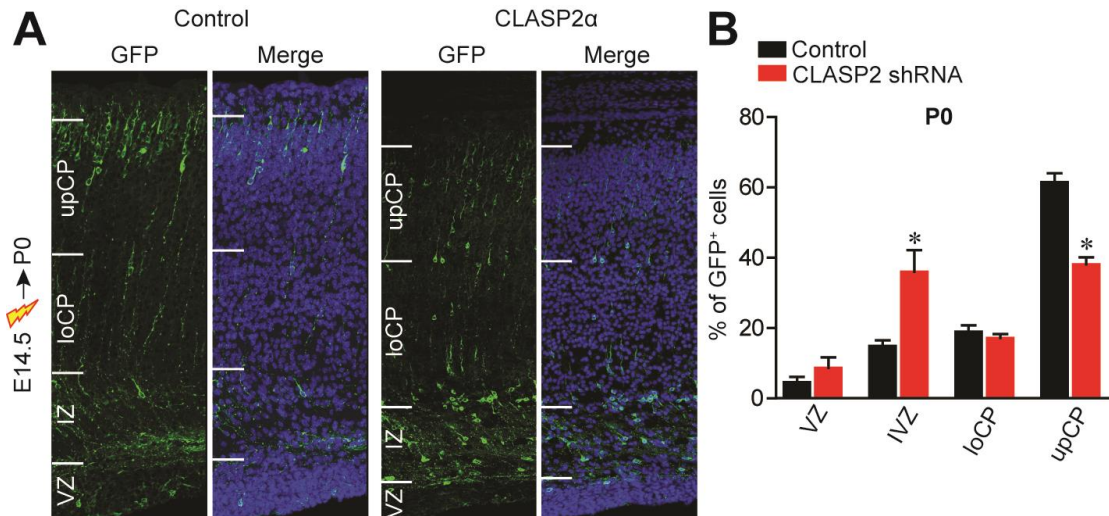 A
Control
CLASP2α
GFP
Merge
GFP
Merge
E14.5 → P0
upCP
loCP
IZ
VZ
upCP
loCP
IZ
VZ
B
Control
CLASP2 shRNA
P0
% of GFP+ cells
80
60
40
20
0
VZ
IVZ
loCP
upCP
*
*